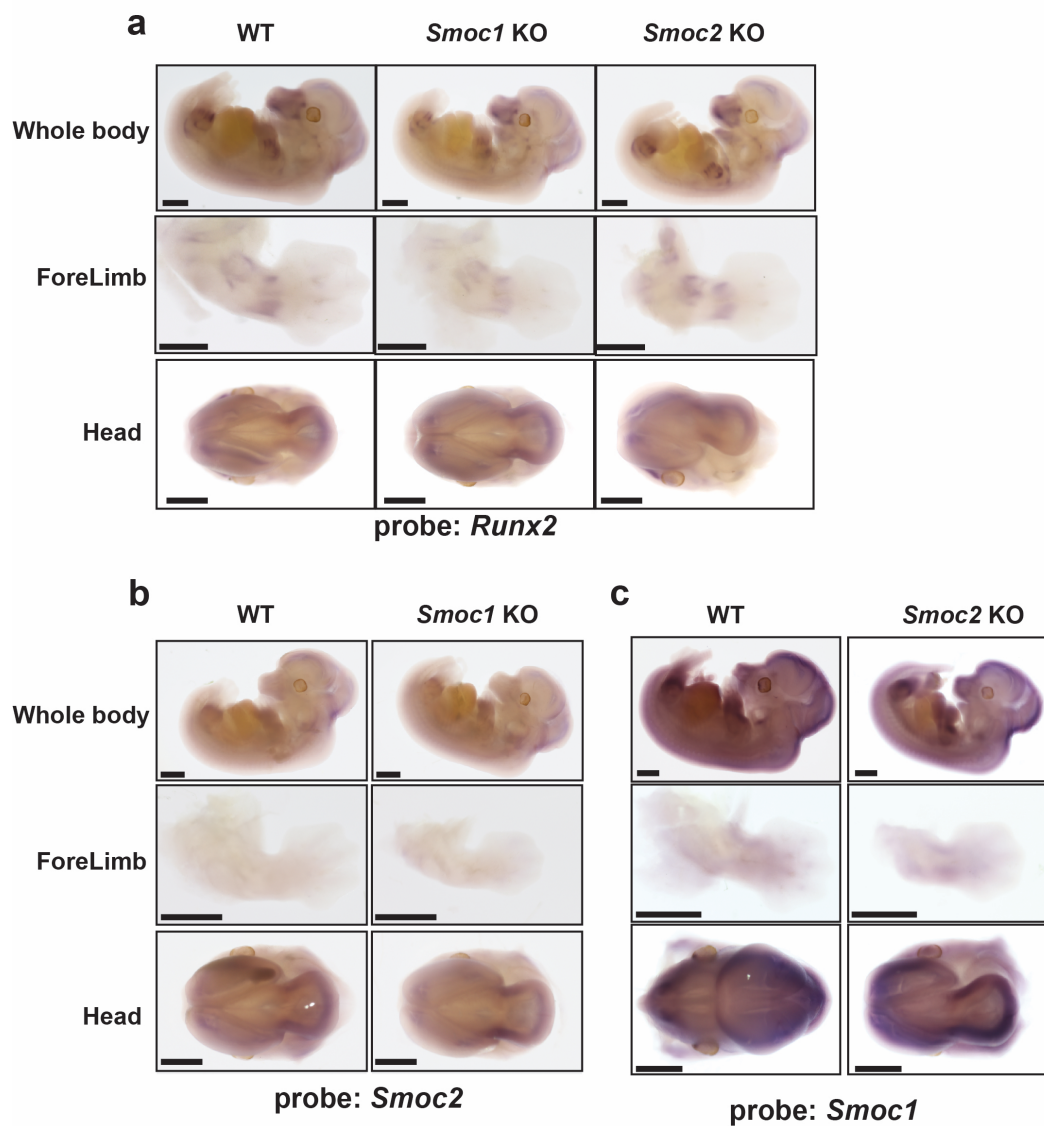 a
WT Smoc1 KO Smoc2 KO
Whole body
ForeLimb
Head
probe: Runx2
b c
WT Smoc1 KO WT Smoc2 KO
Whole body
ForeLimb
Head
probe: Smoc2
probe: Smoc1